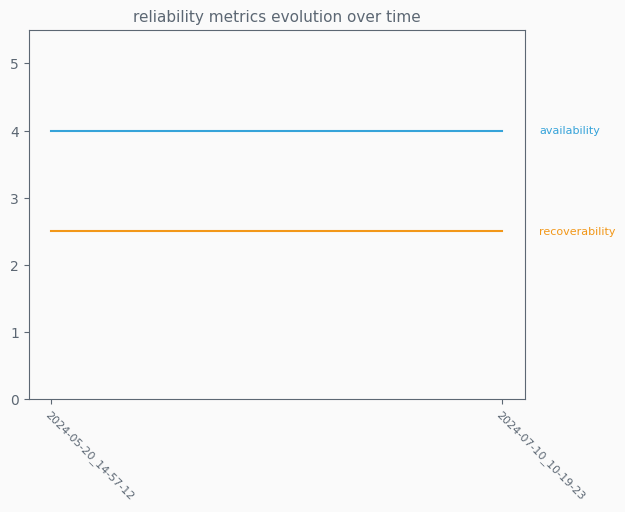 reliability metrics evolution over time
5
4
3
2
1
0
availability
recoverability
2024-05-20_14-57-12
2024-07-10_10-19-23